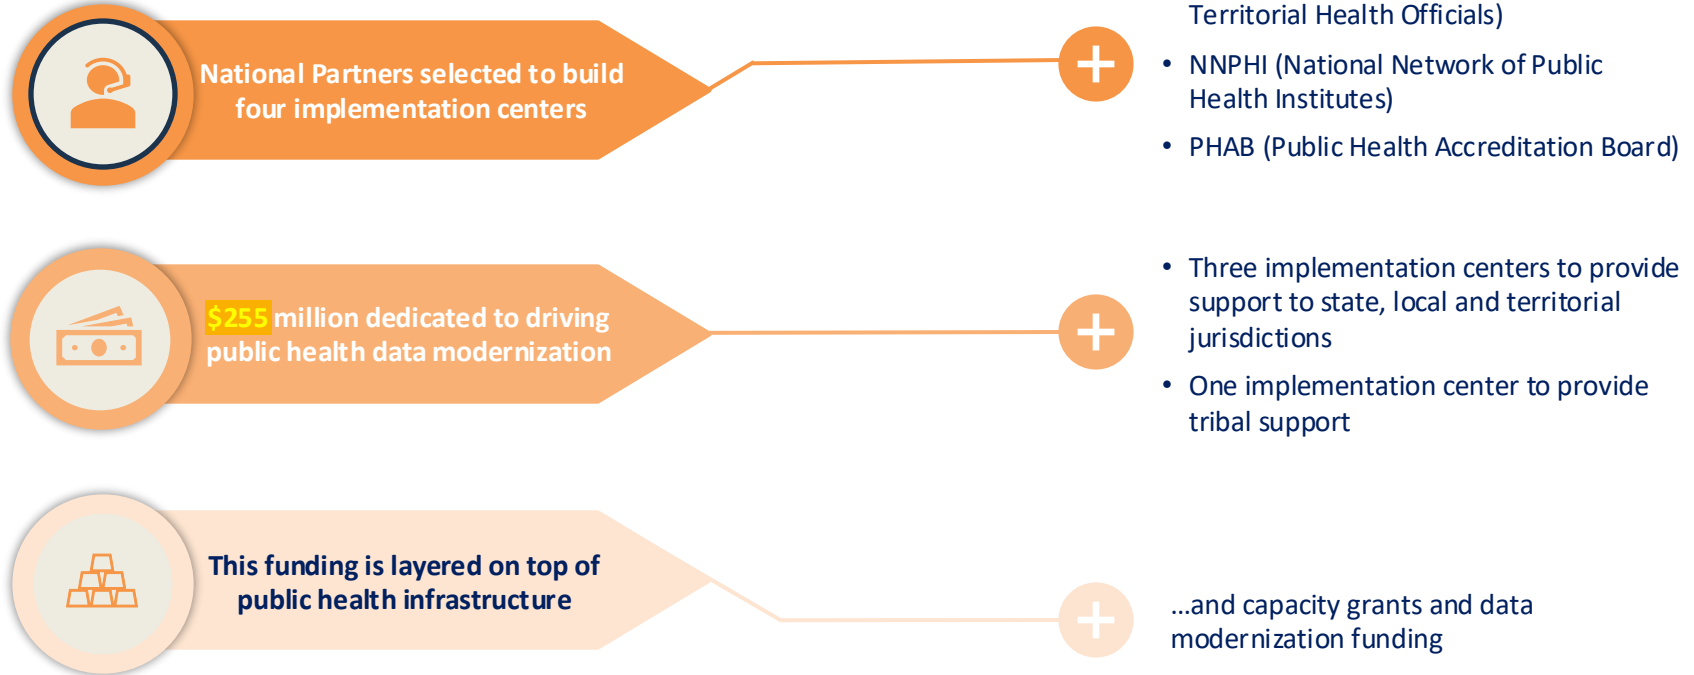 Territorial Health Officials)
National Partners selected to build
four implementation centers
• NNPHI (National Network of Public
Health Institutes)
• PHAB (Public Health Accreditation Board)
$255 million dedicated to driving
public health data modernization
• Three implementation centers to provide
support to state, local and territorial
jurisdictions
• One implementation center to provide
tribal support
This funding is layered on top of
public health infrastructure
...and capacity grants and data
modernization funding